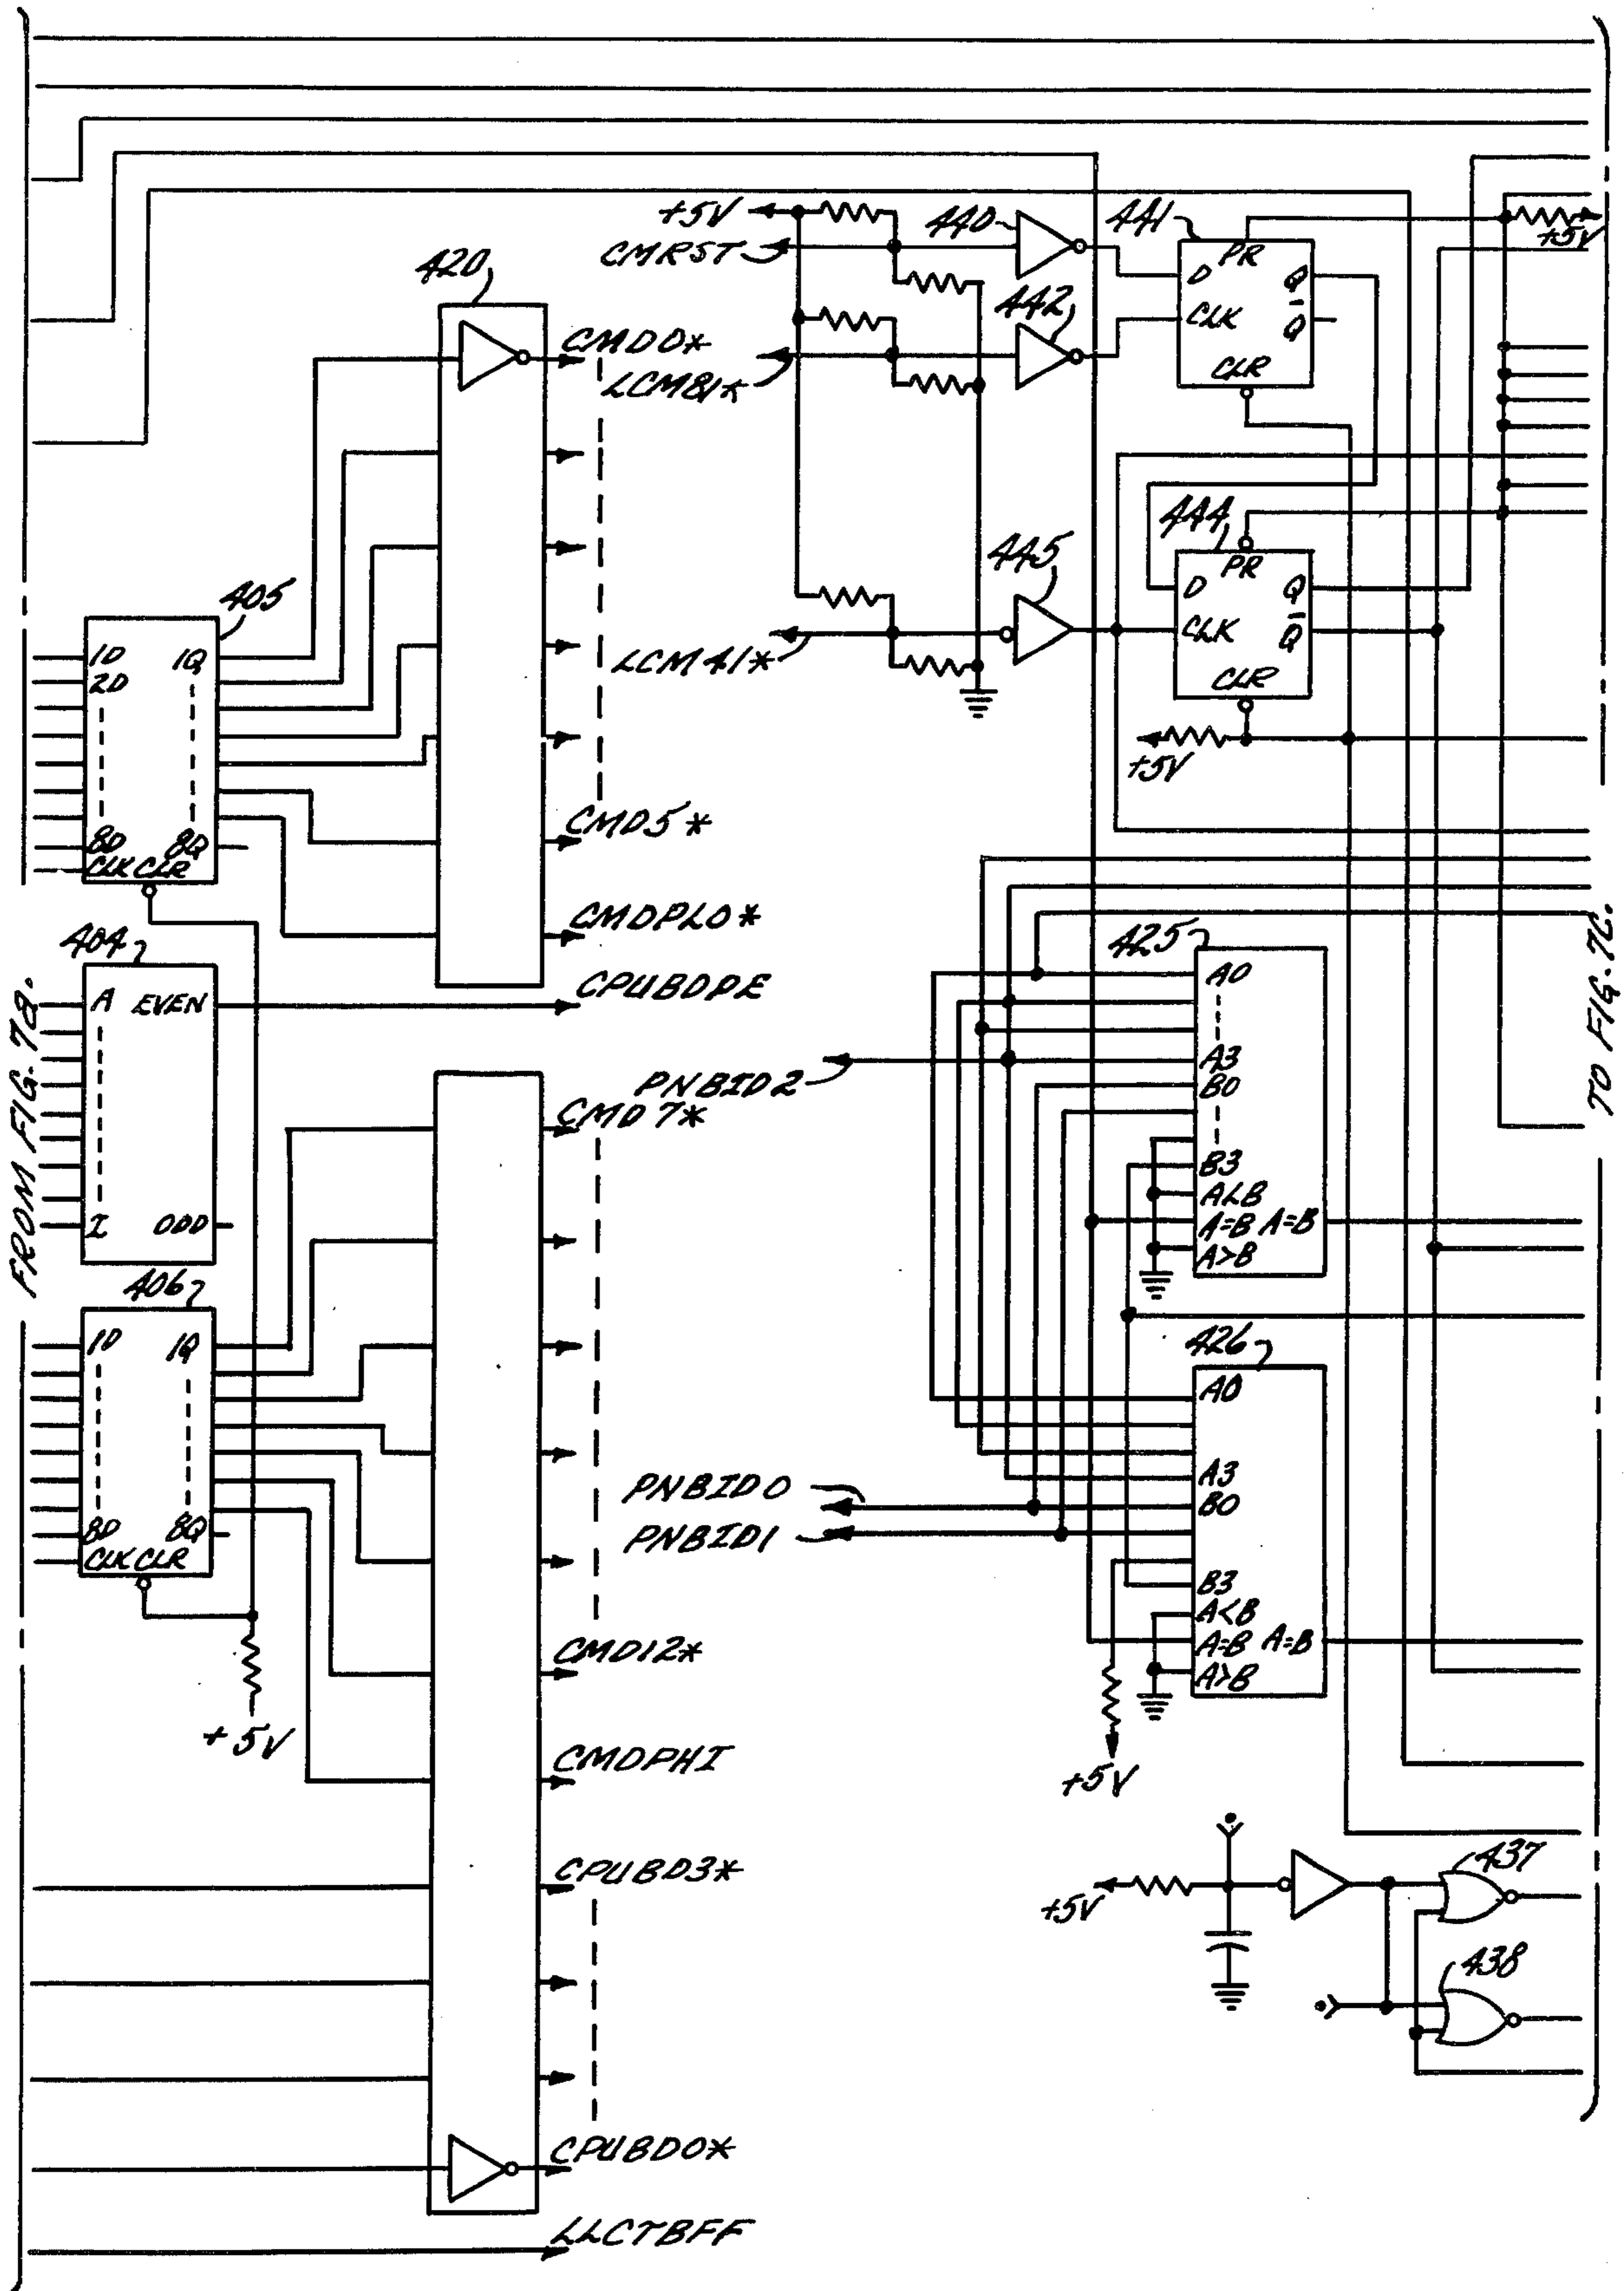 +5V
CMRST
440
441
PR
D
Q
CLK
Q
CLR
+5V
420
442
CMDD0*
LCM81*
444
PR
D
Q
CLK
Q
CLR
+5V
445
LCM41*
405
1D
1Q
2D
8D
8Q
CLK CLR
CMD5*
CMDPL0*
404
A
EVEN
I
ODD
CPUBDPE
425
A0
A3
B0
B3
A<B
A=B
A=B
A>B
PNBID2
FROM FIG. 7B.
TO FIG. 7C.
CMD7*
406
1D
1Q
8D
8Q
CLK CLR
+5V
426
A0
A3
B0
B3
A<B
A=B
A=B
A>B
+5V
PNBID0
PNBID1
CMD12*
CMDPHI
CPUBD3*
+5V
437
438
CPUBD0*
LLCTBFF